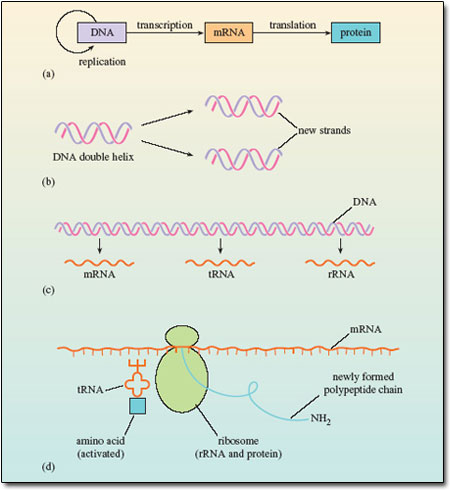 DNA
transcription
mRNA
translation
protein
replication
(a)
DNA double helix
new strands
(b)
DNA
mRNA
tRNA
rRNA
(c)
mRNA
tRNA
newly formed
polypeptide chain
NH2
amino acid
(activated)
ribosome
(rRNA and protein)
(d)